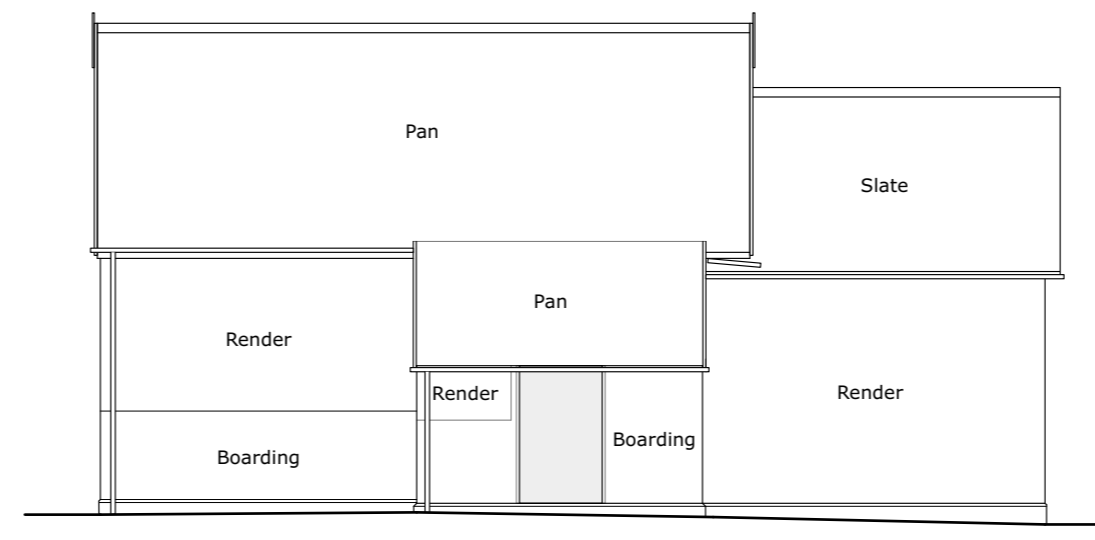 Pan
Slate
Pan
Render
Render
Render
Boarding
Boarding